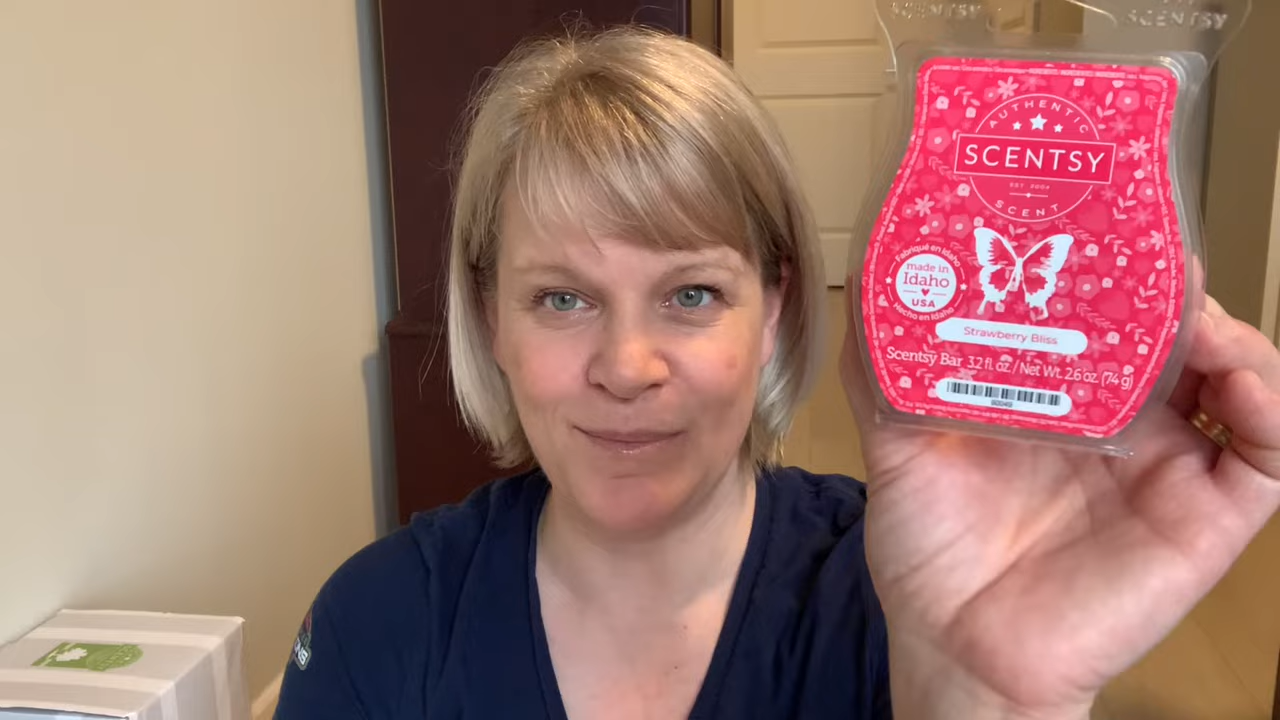 SCENTSY
SCENTSY
AUTHENTIC
SCENTSY
EST 2004
SCENT
Fabriqué en Idaho
made in
Idaho
USA
Hecho en Idaho
Strawberry Bliss
Scentsy Bar 3.2 fl. oz. / Net Wt. 2.6 oz. (74 g)